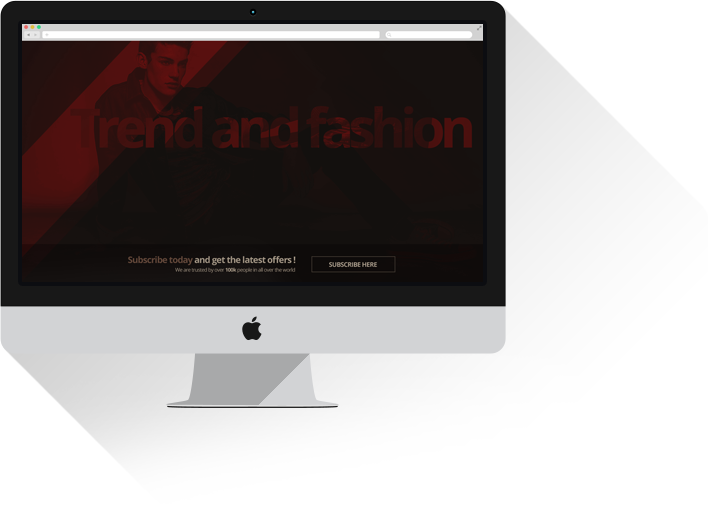 Trend and fashion
Subscribe today and get the latest offers !
We are trusted by over 100k people in all over the world
SUBSCRIBE HERE